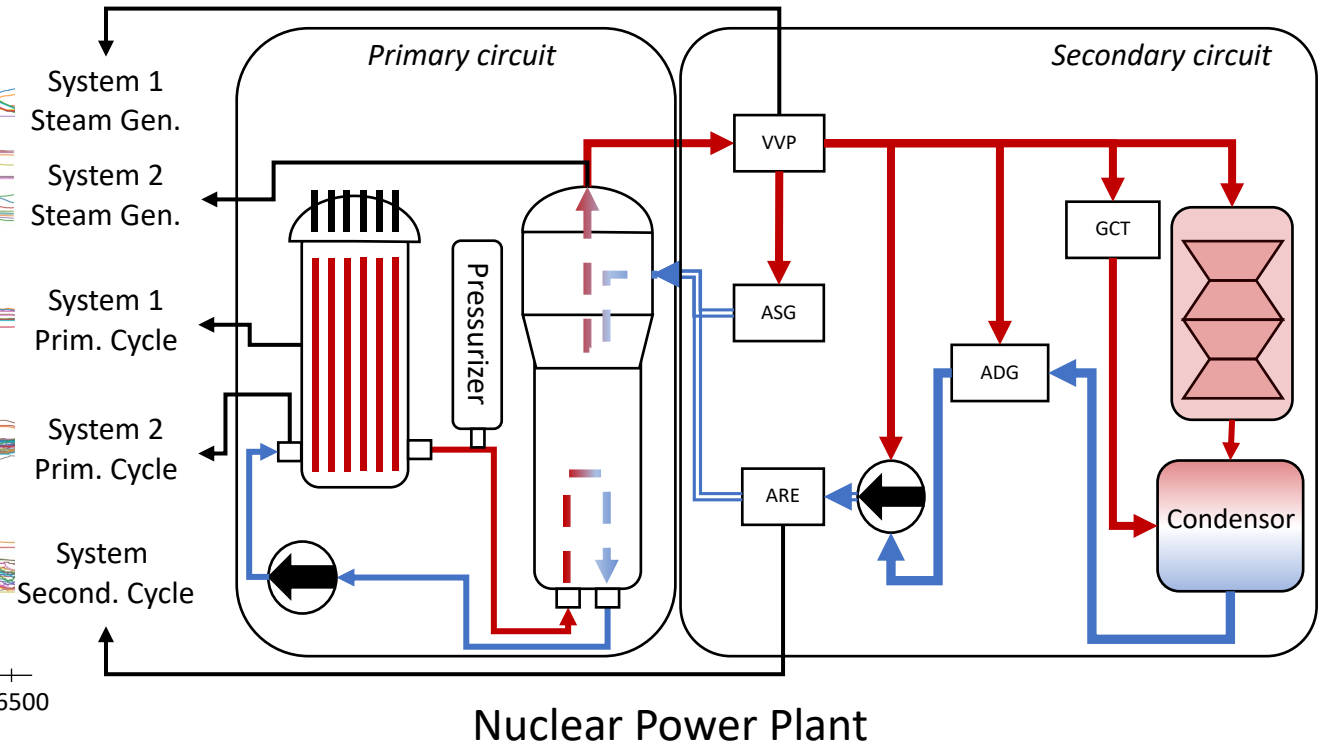 Primary circuit
Secondary circuit
System 1
Steam Gen.
System 2
Steam Gen.
System 1
Prim. Cycle
System 2
Prim. Cycle
System
Second. Cycle
Pressurizer
VVP
ASG
ARE
ADG
GCT
Condensor
6500
Nuclear Power Plant